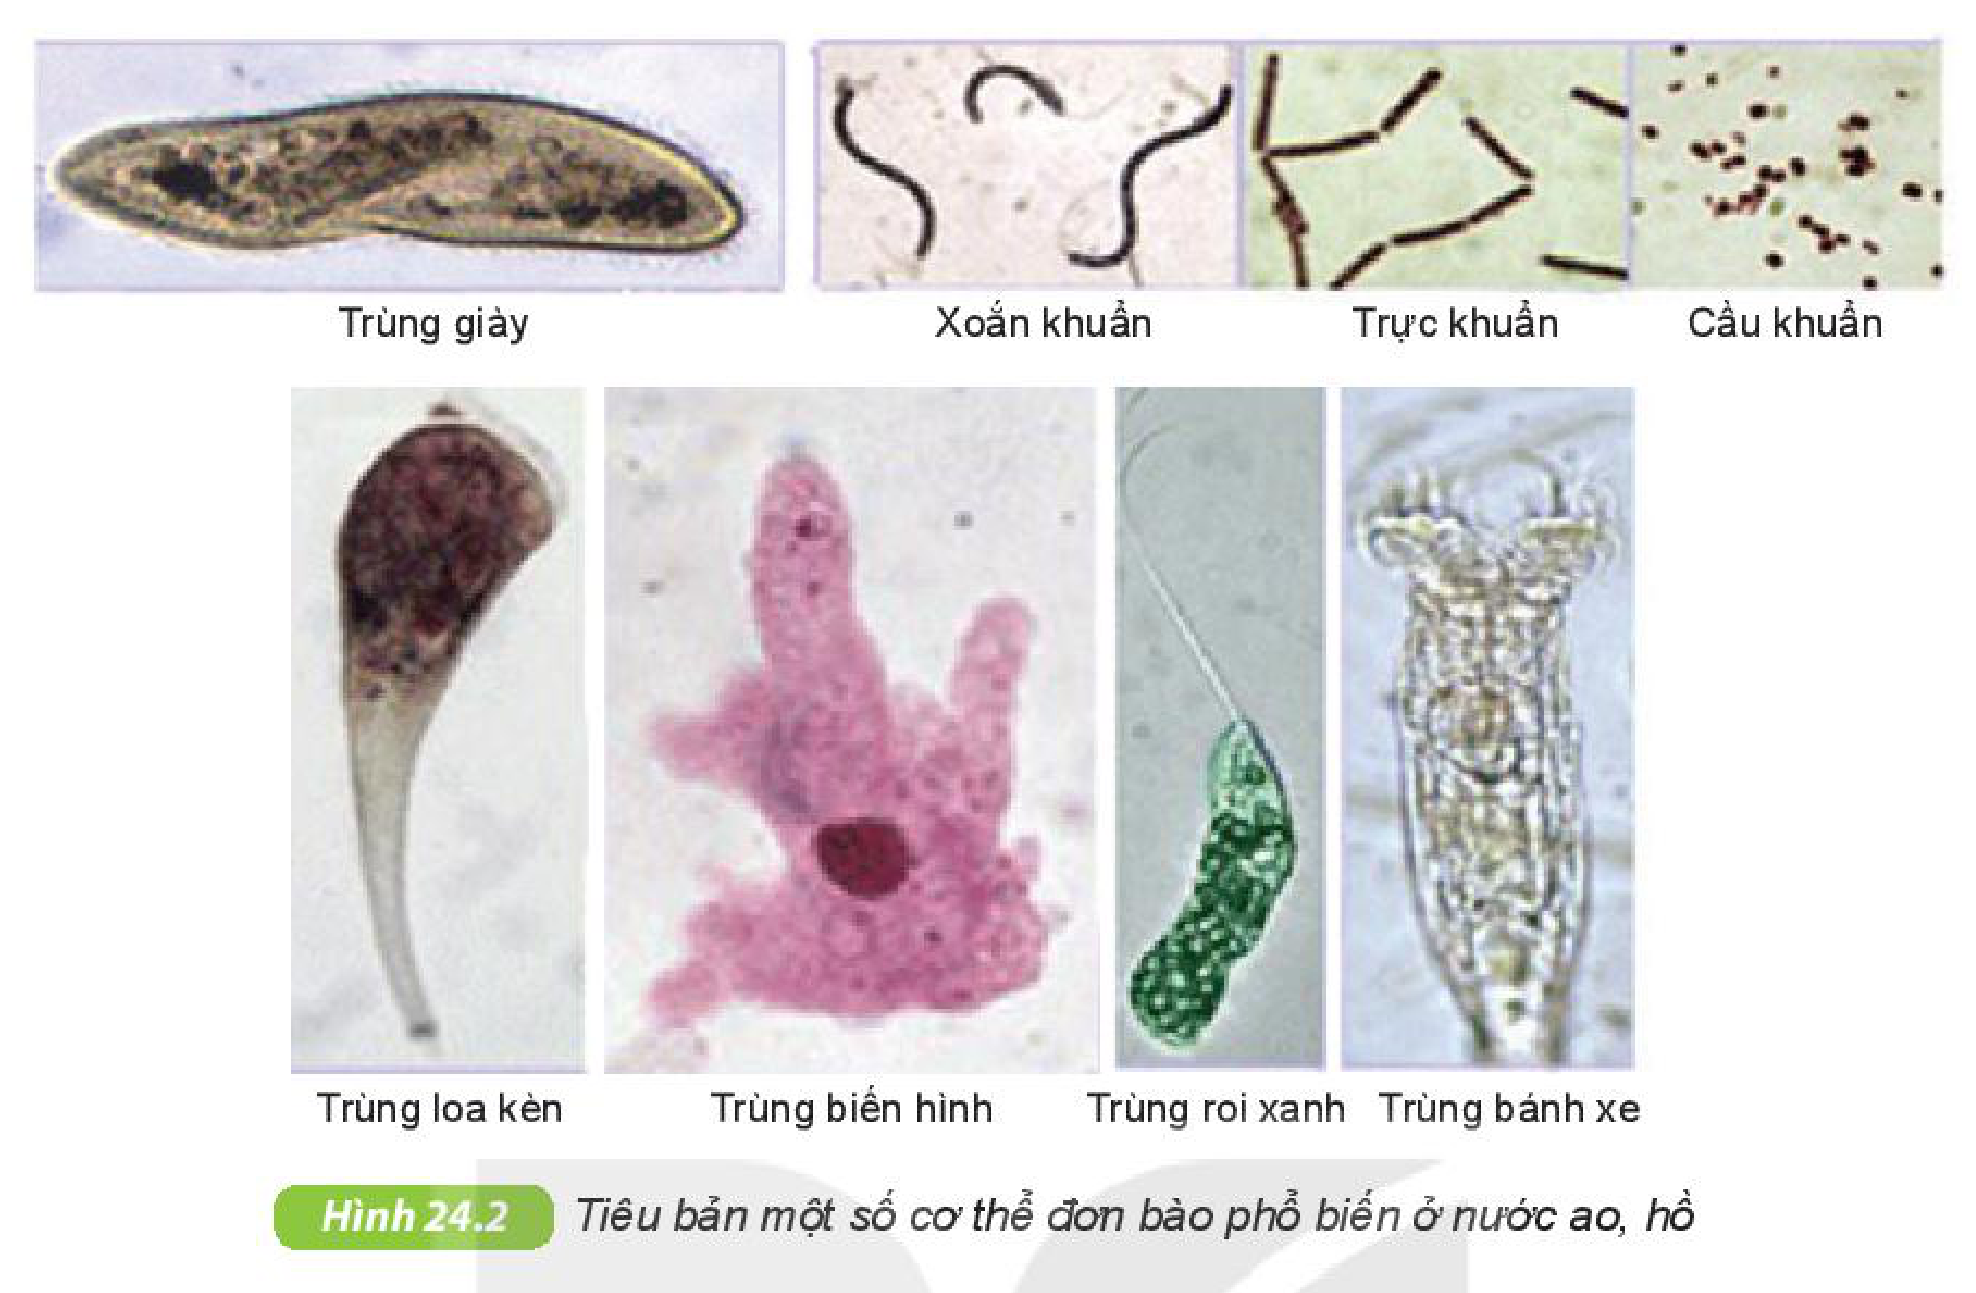 Trùng giày
Xoắn khuẩn
Trực khuẩn
Cầu khuẩn
Trùng loa kèn
Trùng biến hình
Trùng roi xanh
Trùng bánh xe
Hình 24.2 Tiêu bản một số cơ thể đơn bào phổ biến ở nước ao, hồ